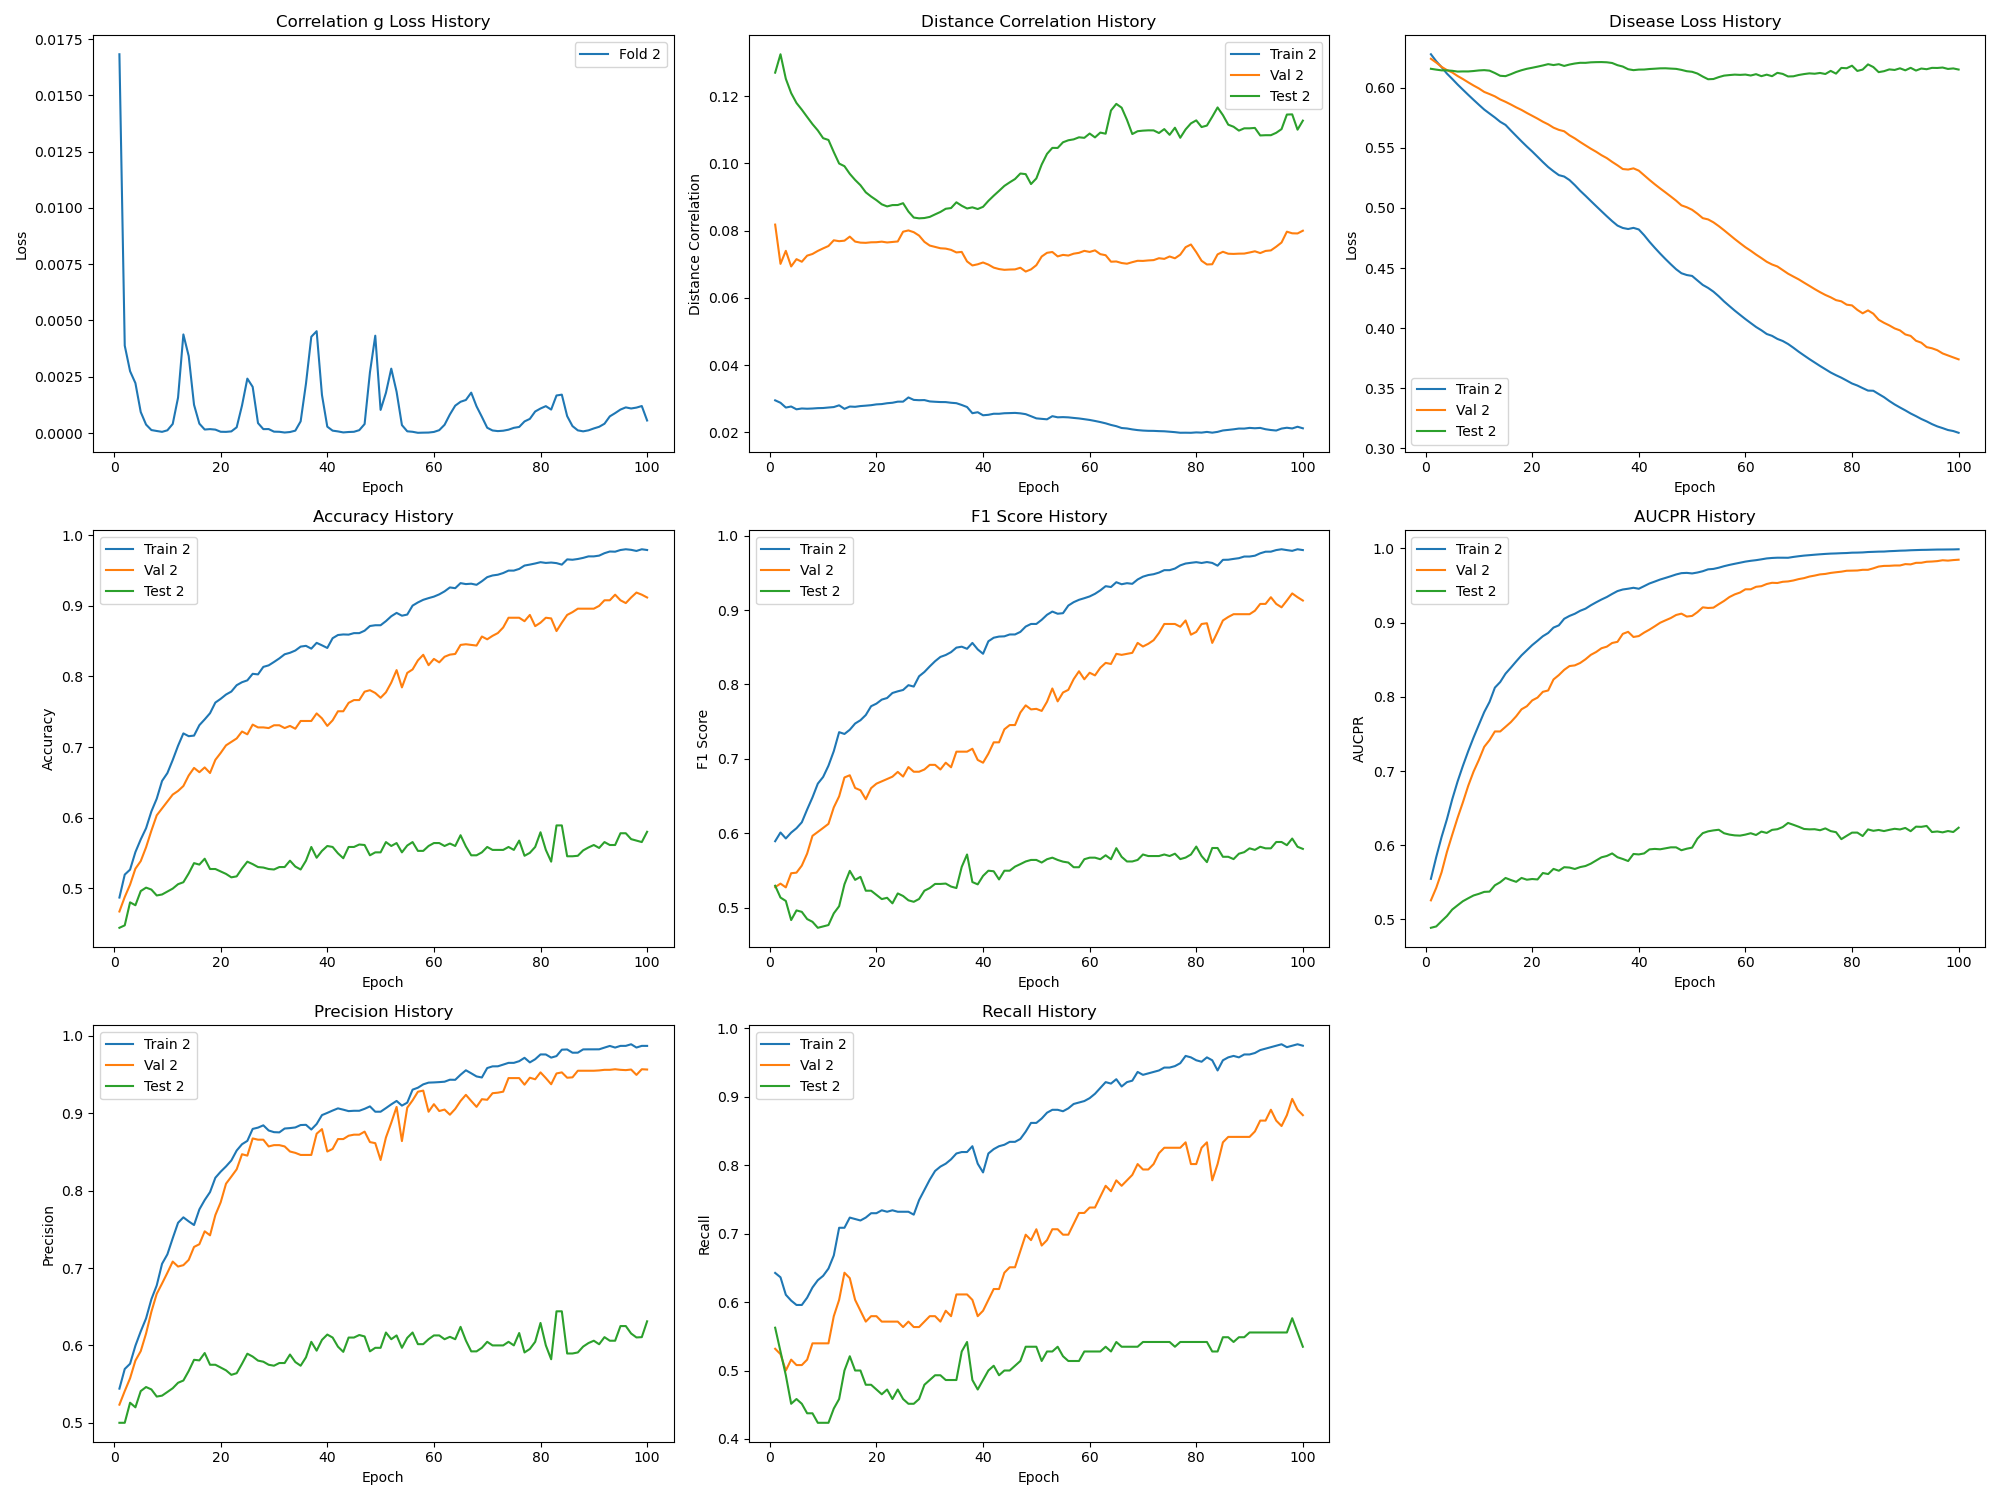 Correlation g Loss History
Loss
0.0175
0.0150
0.0125
0.0100
0.0075
0.0050
0.0025
0.0000
0 20 40 60 80 100
Epoch
Fold 2
Distance Correlation History
Distance Correlation
0.12
0.10
0.08
0.06
0.04
0.02
0 20 40 60 80 100
Epoch
Train 2
Val 2
Test 2
Disease Loss History
Loss
0.60
0.55
0.50
0.45
0.40
0.35
0.30
0 20 40 60 80 100
Epoch
Train 2
Val 2
Test 2
Accuracy History
Accuracy
1.0
0.9
0.8
0.7
0.6
0.5
0 20 40 60 80 100
Epoch
Train 2
Val 2
Test 2
F1 Score History
F1 Score
1.0
0.9
0.8
0.7
0.6
0.5
0 20 40 60 80 100
Epoch
Train 2
Val 2
Test 2
AUCPR History
AUCPR
1.0
0.9
0.8
0.7
0.6
0.5
0 20 40 60 80 100
Epoch
Train 2
Val 2
Test 2
Precision History
Precision
1.0
0.9
0.8
0.7
0.6
0.5
0 20 40 60 80 100
Epoch
Train 2
Val 2
Test 2
Recall History
Recall
1.0
0.9
0.8
0.7
0.6
0.5
0.4
0 20 40 60 80 100
Epoch
Train 2
Val 2
Test 2